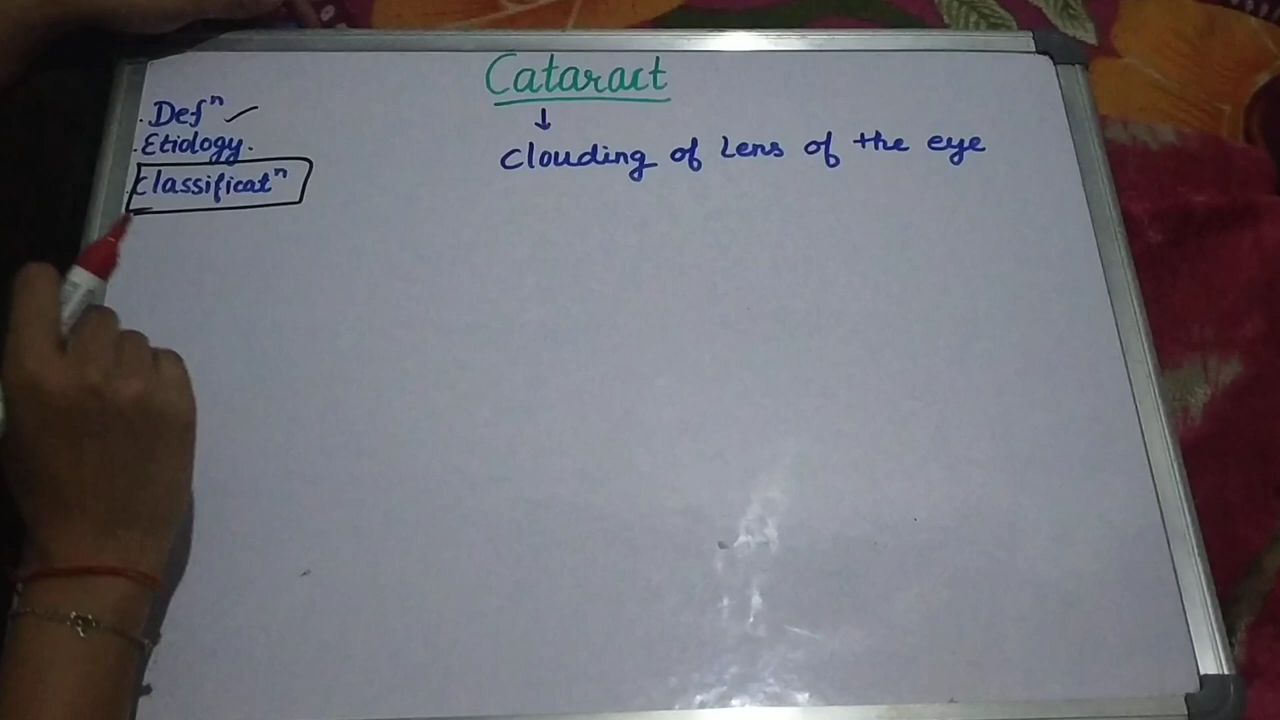 Cataract
↓
Clouding of Lens of the eye
. Defⁿ ✓
. Etiology.
. Classificatⁿ